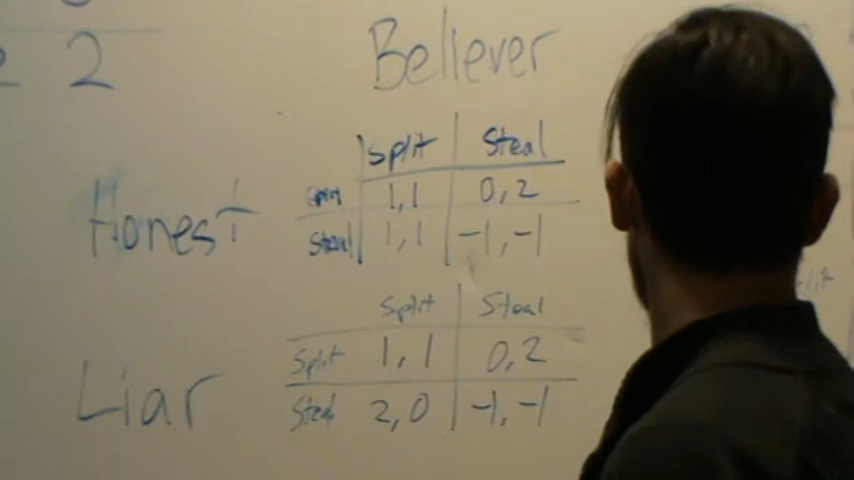 2
Believer
Split Steal
Split 1,1 0,2
Steal 1,1 -1,-1
Honest
Split Steal
Split 1,1 0,2
Steal 2,0 -1,-1
Liar